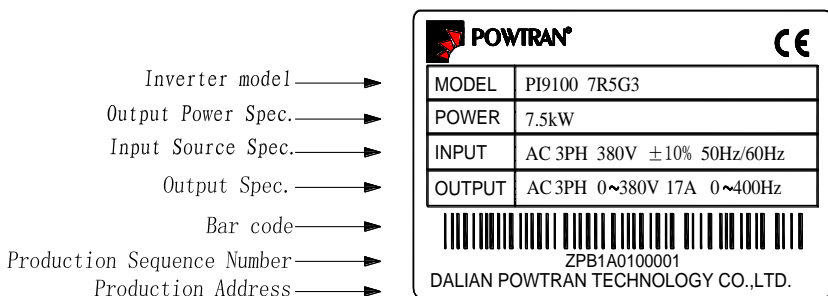 POWTRAN®
CE
Inverter model
MODEL PI9100 7R5G3
Output Power Spec.
POWER 7.5kW
Input Source Spec.
INPUT AC 3PH 380V ±10% 50Hz/60Hz
Output Spec.
OUTPUT AC 3PH 0~380V 17A 0~400Hz
Bar code
Production Sequence Number
ZPB1A0100001
Production Address
DALIAN POWTRAN TECHNOLOGY CO.,LTD.